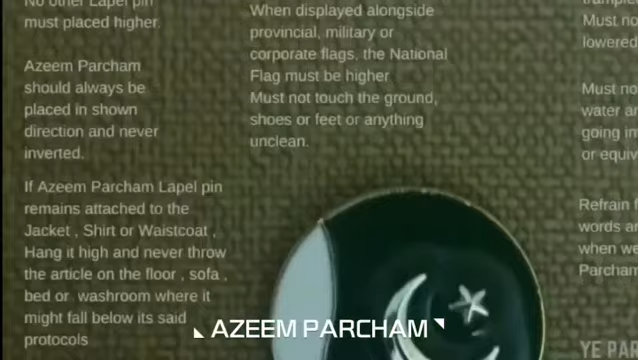 No other Lapel pin
must placed higher.
Azeem Parcham
should always be
placed in shown
direction and never
inverted.
If Azeem Parcham Lapel pin
remains attached to the
Jacket , Shirt or Waistcoat ,
Hang it high and never throw
the article on the floor , sofa ,
bed or washroom where it
might fall below its said
protocols
When displayed alongside
provincial, military or
corporate flags, the National
Flag must be higher
Must not touch the ground,
shoes or feet or anything
unclean.
Must no
lowered
Must no
water a
going i
or equi
Refrain f
words a
when we
Parcham
YE PAR
AZEEM PARCHAM